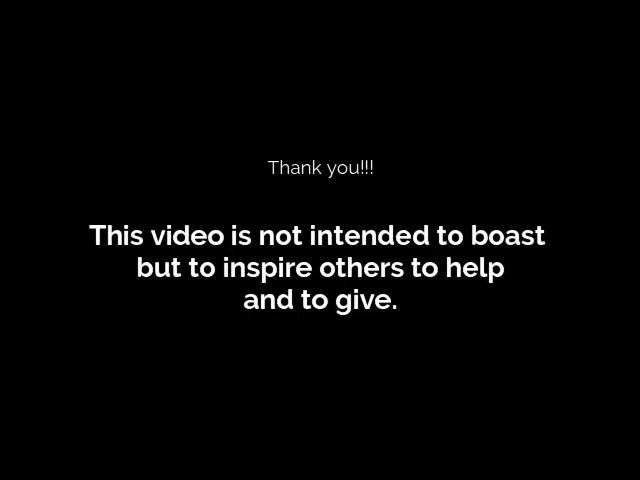 Thank you!!!
This video is not intended to boast
but to inspire others to help
and to give.